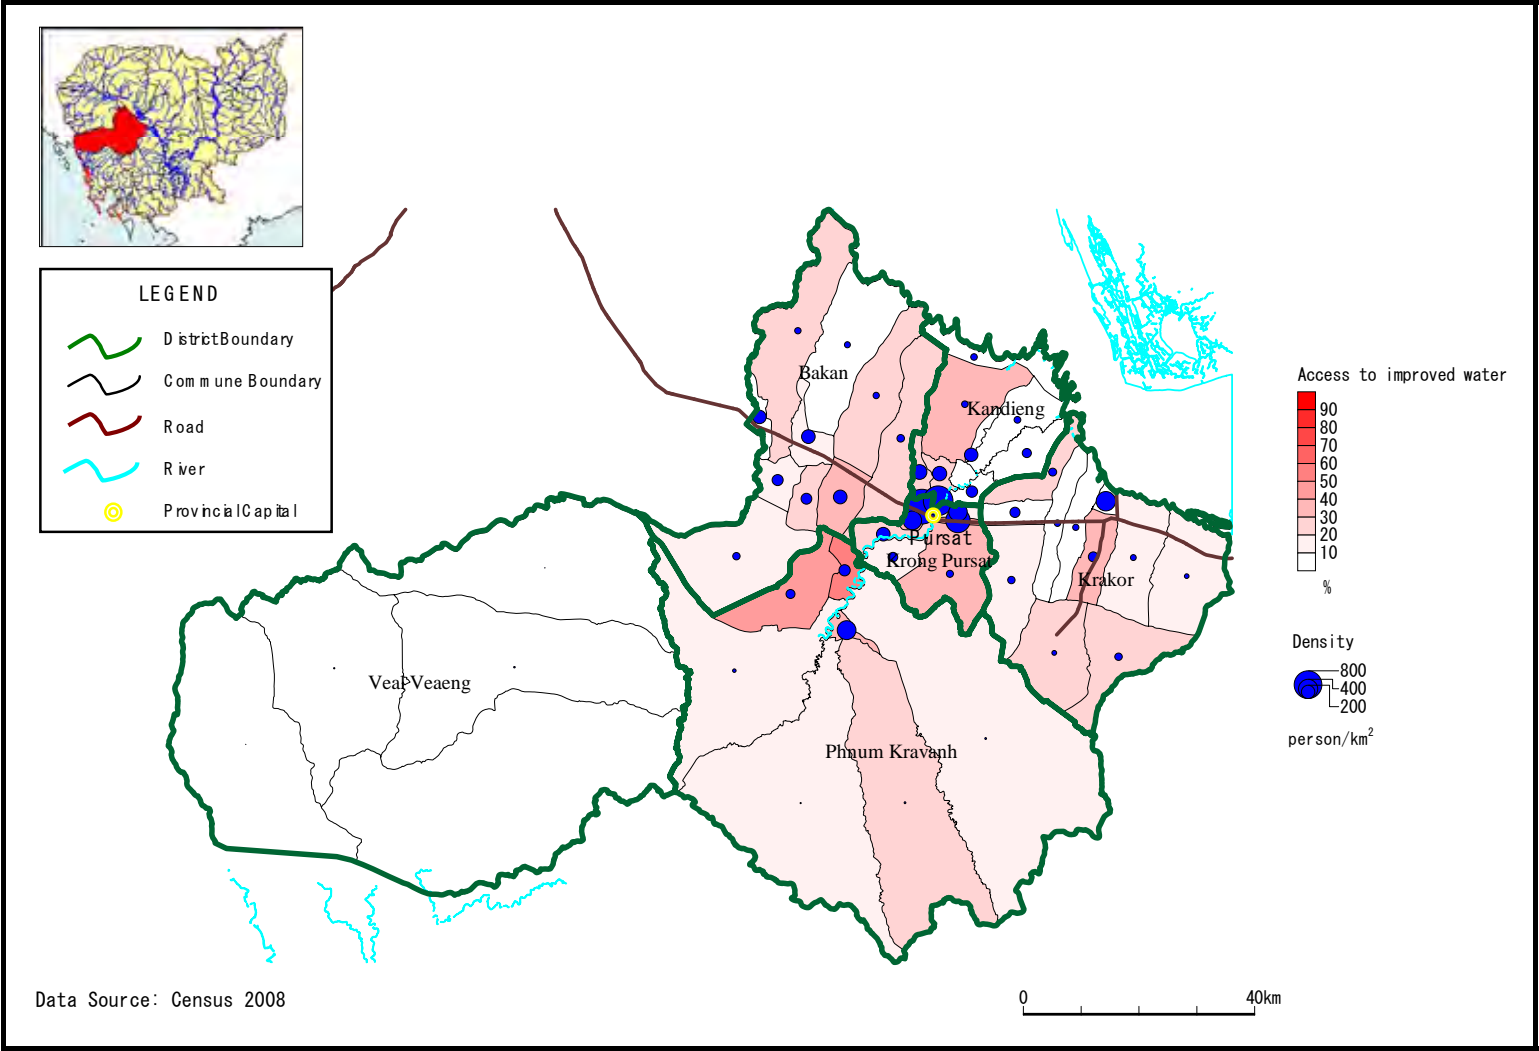 LEGEND
District Boundary
Commune Boundary
Road
River
Provincial Capital
Access to improved water
90
80
70
60
50
40
30
20
10
%
Density
800
400
200
person/km²
Bakan
Kandieng
Pursat
Krong Pursat
Krakor
Veal Veaeng
Phnum Kravanh
Data Source: Census 2008
0 40km